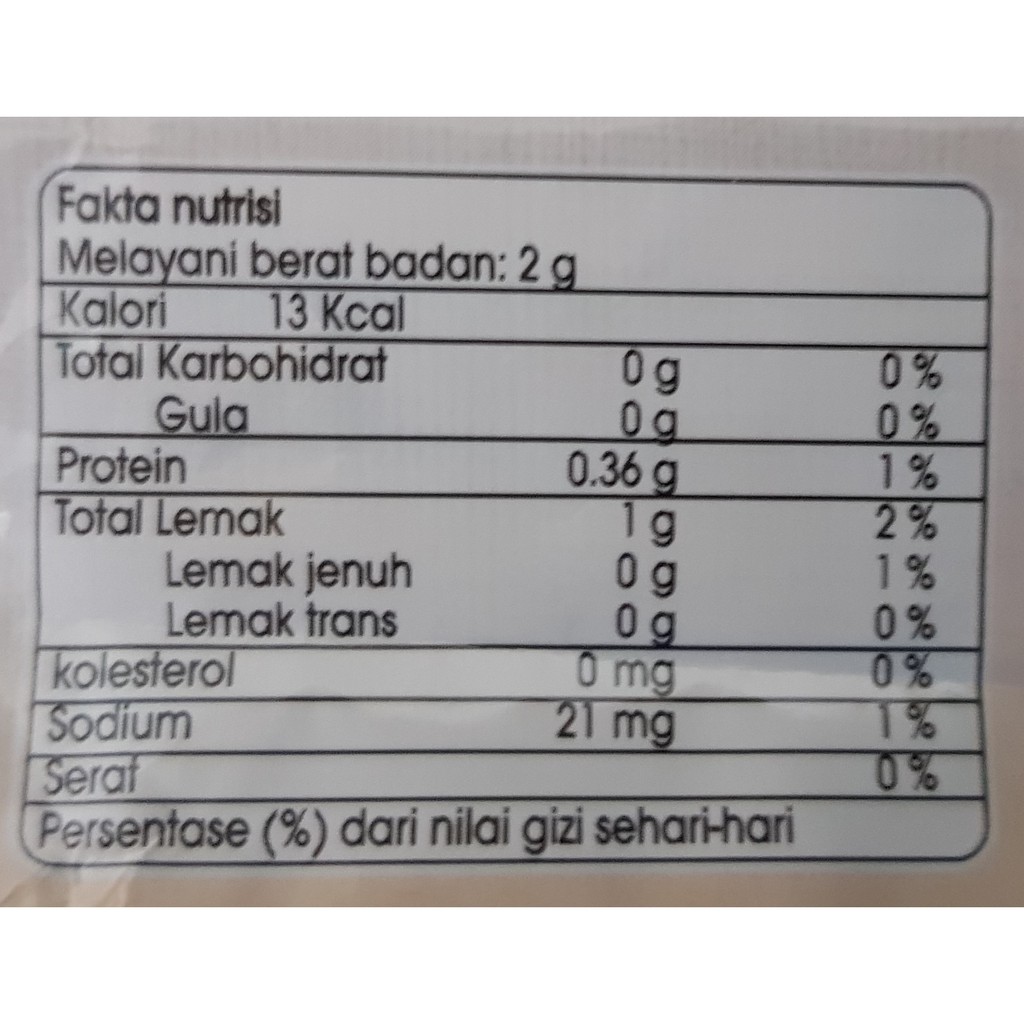 Fakta nutrisi
Melayani berat badan: 2 g
Kalori 13 Kcal
Total Karbohidrat 0 g 0 %
Gula 0 g 0 %
Protein 0.36 g 1 %
Total Lemak 1 g 2 %
Lemak jenuh 0 g 1 %
Lemak trans 0 g 0 %
kolesterol 0 mg 0 %
Sodium 21 mg 1 %
Serat 0 %
Persentase (%) dari nilai gizi sehari-hari